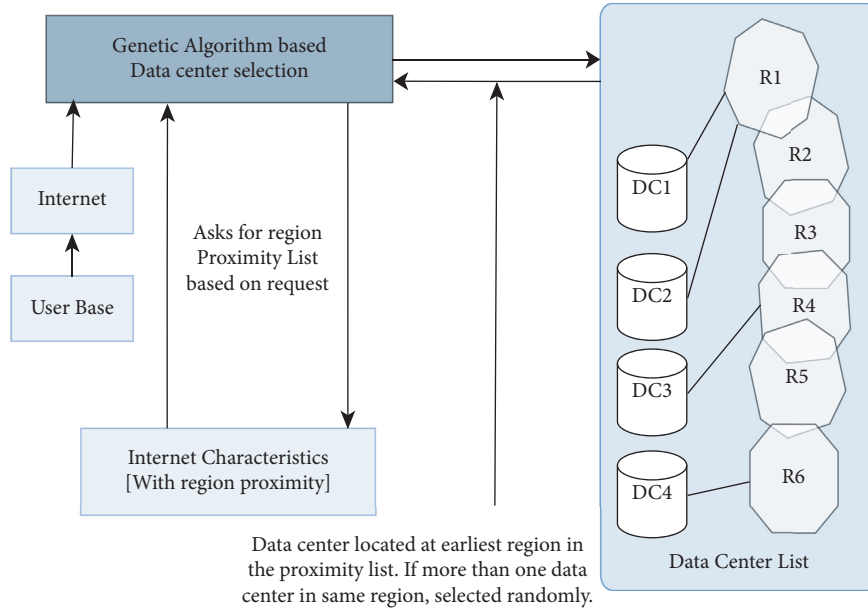 Genetic Algorithm based
Data center selection
Internet
User Base
Asks for region
Proximity List
based on request
Internet Characteristics
[With region proximity]
Data center located at earliest region in
the proximity list. If more than one data
center in same region, selected randomly.
R1
R2
R3
R4
R5
R6
DC1
DC2
DC3
DC4
Data Center List